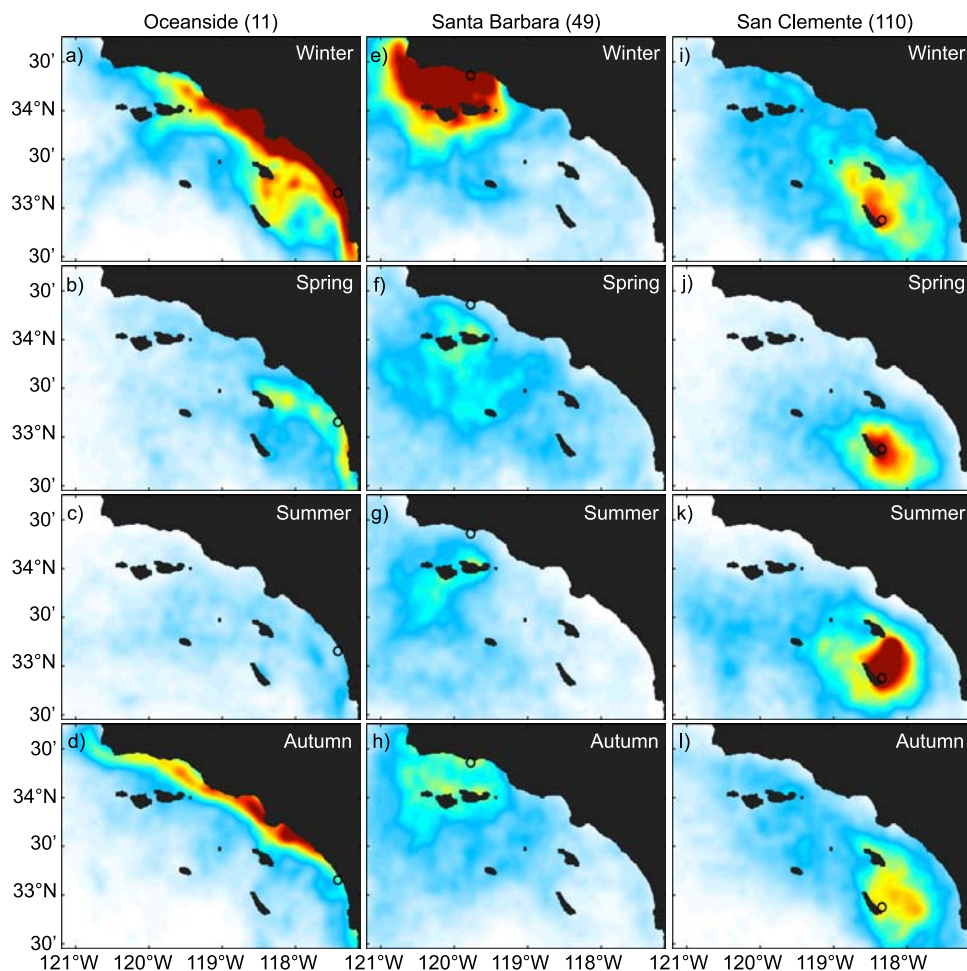 Oceanside (11) Santa Barbara (49) San Clemente (110)
30' a) Winter e) Winter i) Winter
34°N
30'
33°N
30'
30' b) Spring f) Spring j) Spring
34°N
30'
33°N
30'
30' c) Summer g) Summer k) Summer
34°N
30'
33°N
30'
30' d) Autumn h) Autumn l) Autumn
34°N
30'
33°N
30'
121°W 120°W 119°W 118°W 121°W 120°W 119°W 118°W 121°W 120°W 119°W 118°W